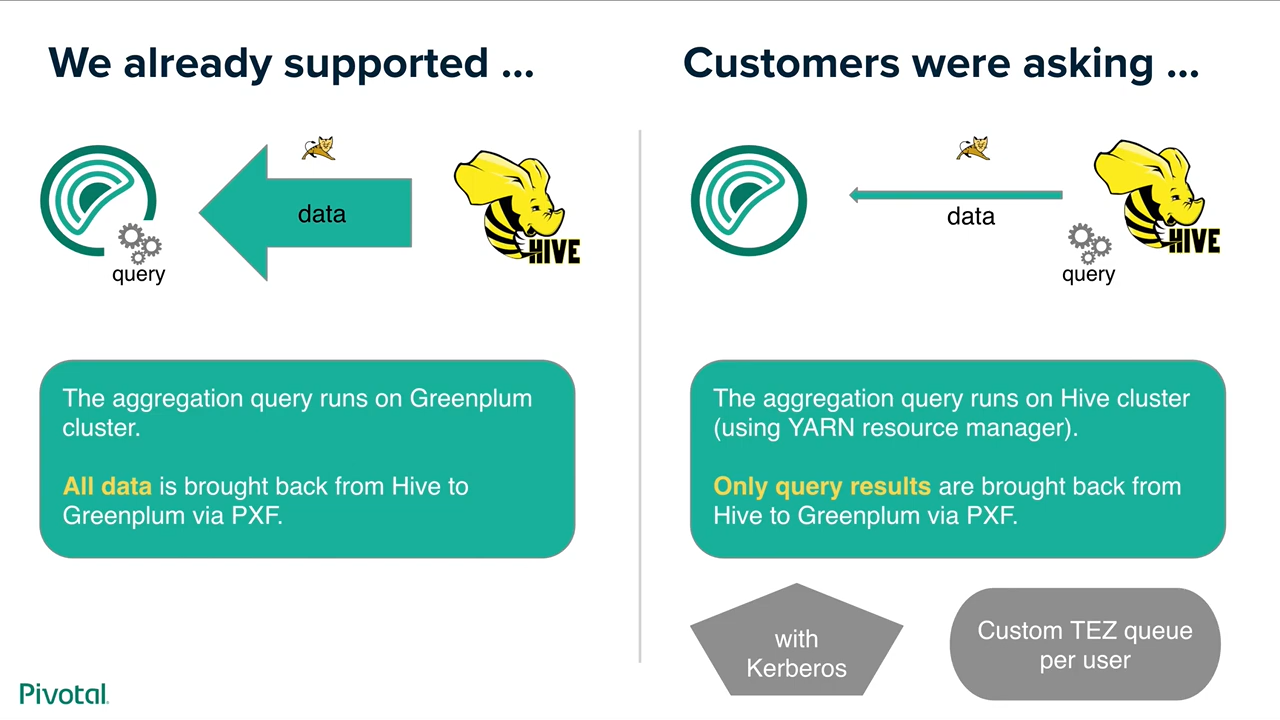 We already supported ...
data
HIVE
query
The aggregation query runs on Greenplum
cluster.
All data is brought back from Hive to
Greenplum via PXF.
Customers were asking ...
data
HIVE
query
The aggregation query runs on Hive cluster
(using YARN resource manager).
Only query results are brought back from
Hive to Greenplum via PXF.
with
Kerberos
Custom TEZ queue
per user
Pivotal